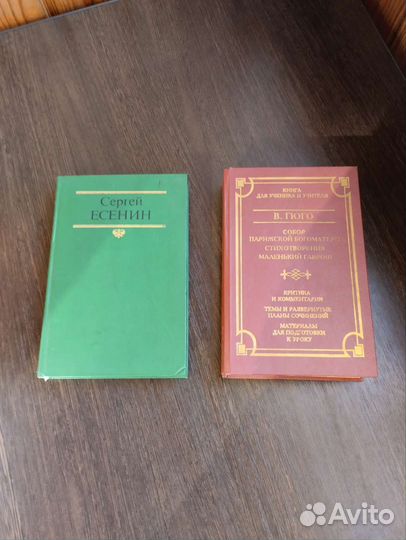 Сергей
ЕСЕНИН
КНИГА
ДЛЯ УЧЕНИКА И УЧИТЕЛЯ
В. ГЮГО
СОБОР
ПАРИЖСКОЙ БОГОМАТЕРИ
СТИХОТВОРЕНИЯ
МАЛЕНЬКИЙ ГАВРОШ
КРИТИКА
И КОММЕНТАРИИ
ТЕМЫ И РАЗВЕРНУТЫЕ
ПЛАНЫ СОЧИНЕНИЙ
МАТЕРИАЛЫ
ДЛЯ ПОДГОТОВКИ
К УРОКУ
Avito